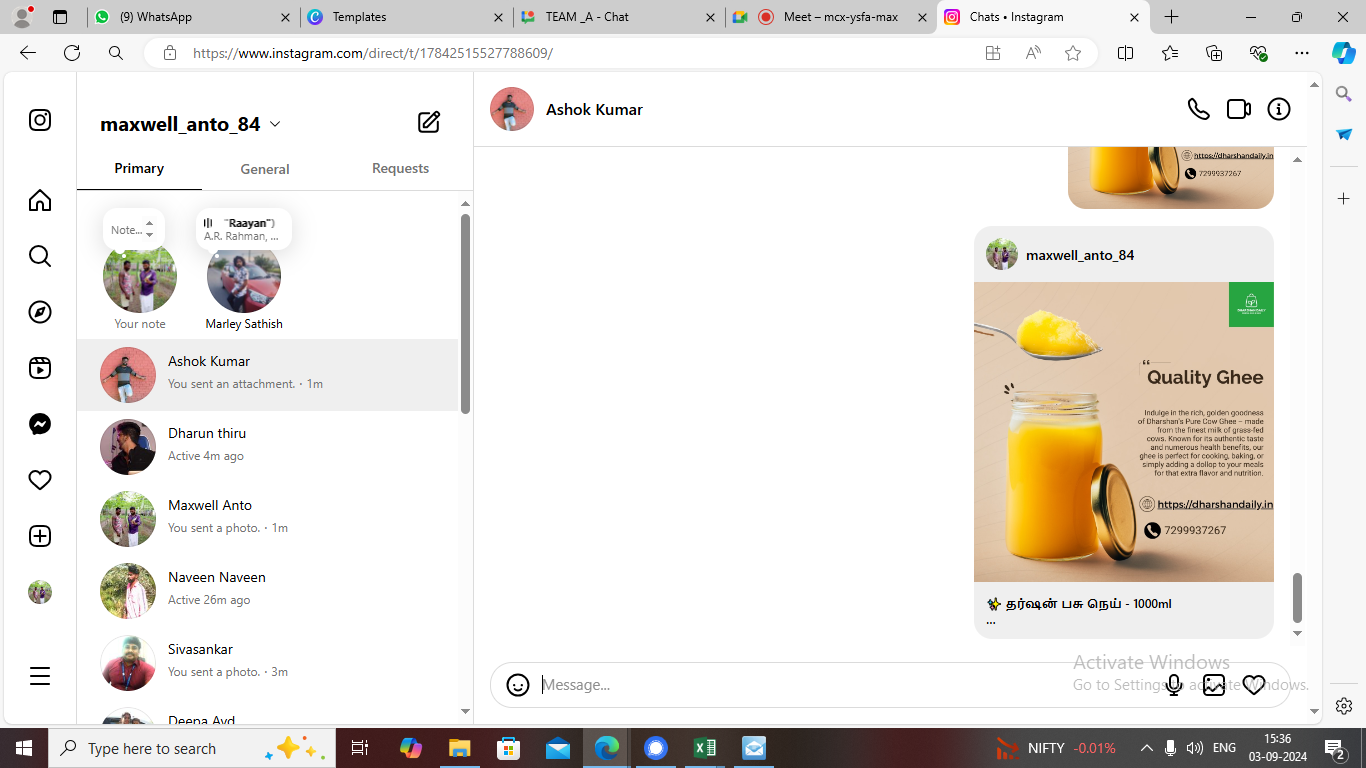 (9) WhatsApp
Templates
TEAM _A - Chat
Meet – mcx-ysfa-max
Chats • Instagram
https://www.instagram.com/direct/t/17842515527788609/
maxwell_anto_84
Primary
General
Requests
Note...
"Raayan")
A.R. Rahman, ...
Your note
Marley Sathish
Ashok Kumar
You sent an attachment. · 1m
Dharun thiru
Active 4m ago
Maxwell Anto
You sent a photo. · 1m
Naveen Naveen
Active 26m ago
Sivasankar
You sent a photo. · 3m
Deepa Avd
Ashok Kumar
https://dharshandaily.in
7299937267
maxwell_anto_84
Quality Ghee
Indulge in the rich, golden goodness
of Dharshan's Pure Cow Ghee – made
from the finest milk of grass-fed
cows. Known for its authentic taste
and numerous health benefits, our
ghee is perfect for cooking, baking, or
simply adding a dollop to your meals
for that extra flavor and nutrition.
https://dharshandaily.in
7299937267
✨ தர்ஷன் பசு நெய் - 1000ml
...
Message...
Activate Windows
Go to Settings to activate Windows.
Type here to search
NIFTY -0.01%
ENG
15:36
03-09-2024
2